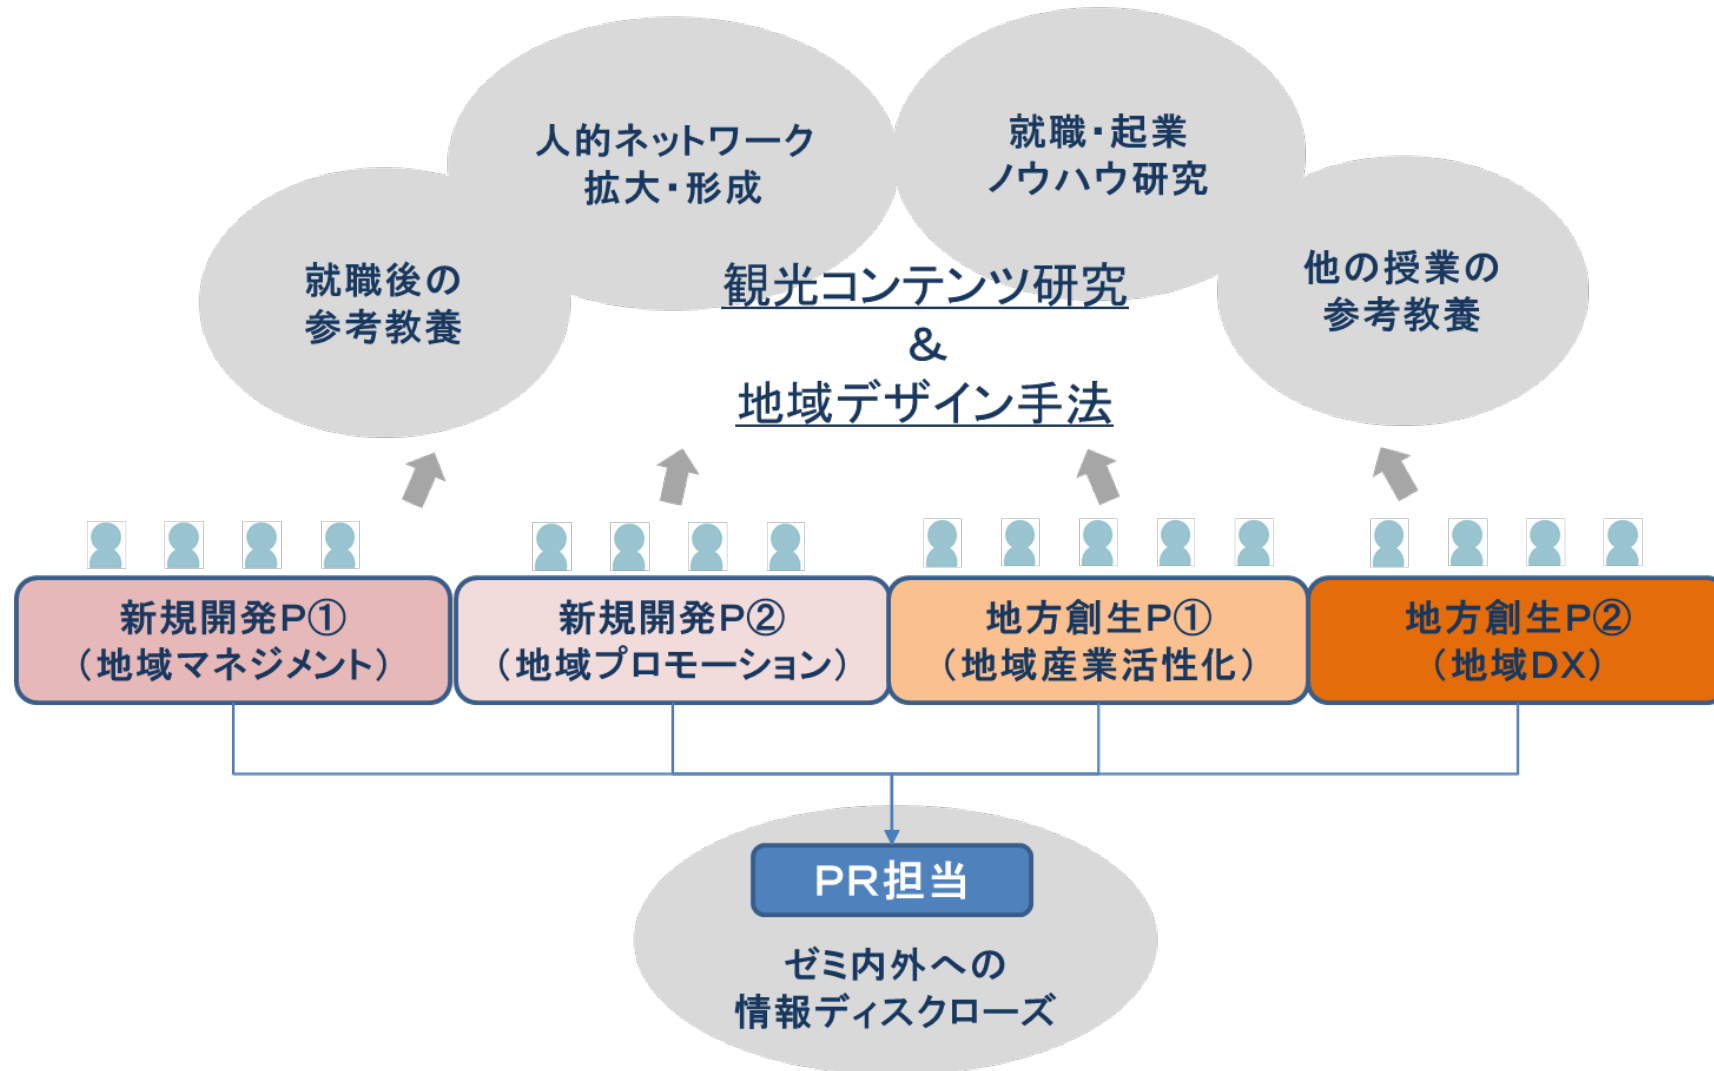 人的ネットワーク
拡大・形成
就職・起業
ノウハウ研究
就職後の
参考教養
他の授業の
参考教養
観光コンテンツ研究
&
地域デザイン手法
新規開発P①
（地域マネジメント）
新規開発P②
（地域プロモーション）
地方創生P①
（地域産業活性化）
地方創生P②
（地域DX）
PR担当
ゼミ内外への
情報ディスクローズ